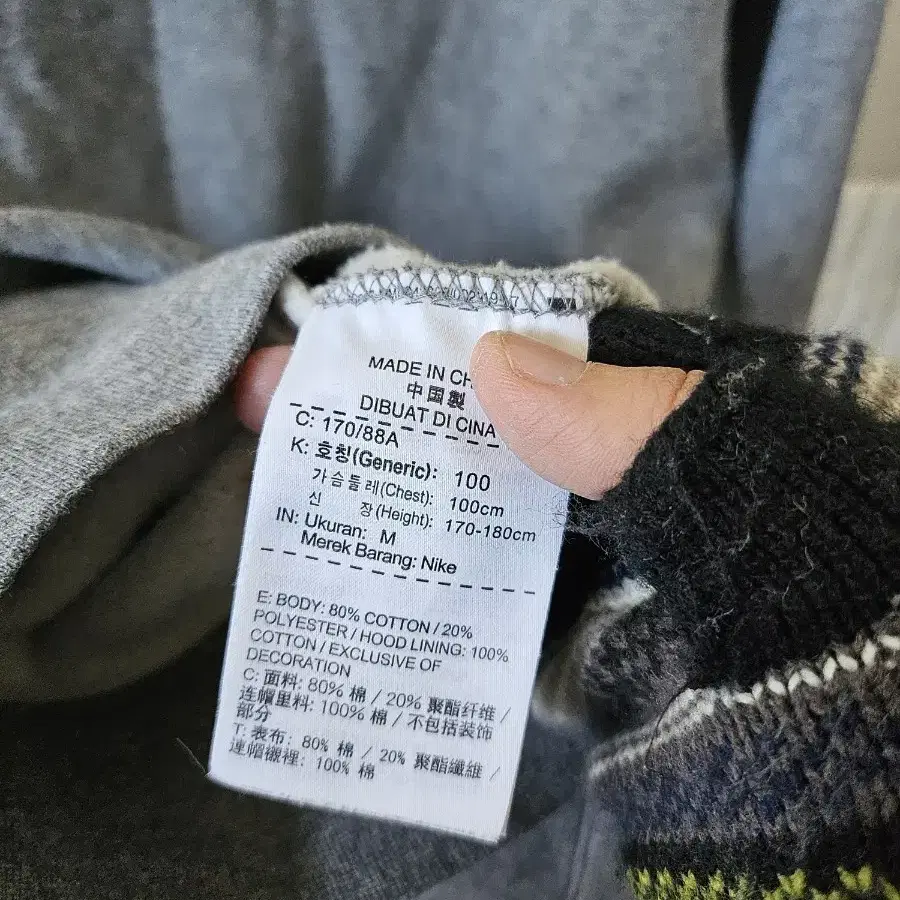 MADE IN CH
中国製
DIBUAT DI CINA
C: 170/88A
K: 호칭(Generic): 100
가슴둘레(Chest): 100cm
신 장(Height): 170-180cm
IN: Ukuran: M
Merek Barang: Nike
E: BODY: 80% COTTON / 20%
POLYESTER / HOOD LINING: 100%
COTTON / EXCLUSIVE OF
DECORATION
C: 面料: 80% 棉 / 20% 聚酯纤维 /
连帽里料: 100% 棉 / 不包括装饰
部分
T: 表布: 80% 棉 / 20% 聚酯纖維 /
連帽襯裡: 100% 棉